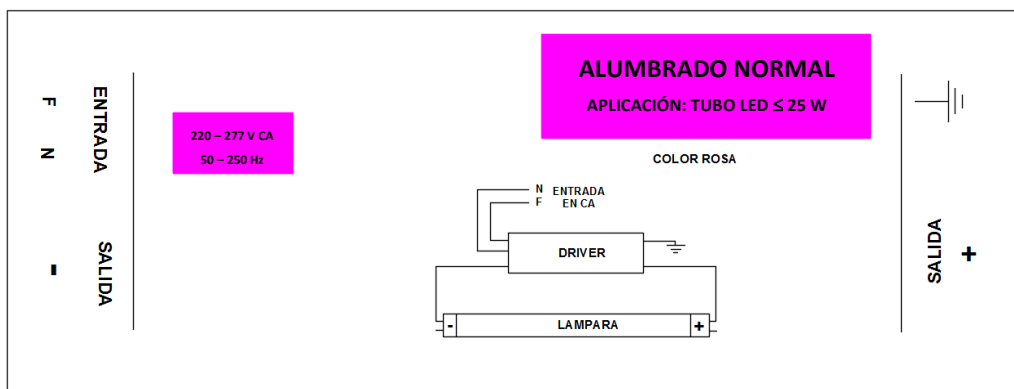 F
N
ENTRADA
-
SALIDA
220 – 277 V CA
50 – 250 Hz
ALUMBRADO NORMAL
APLICACIÓN: TUBO LED ≤ 25 W
COLOR ROSA
N ENTRADA
F EN CA
DRIVER
- LAMPARA +
SALIDA
+